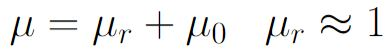 μ = μ_r + μ_0   μ_r ≈ 1